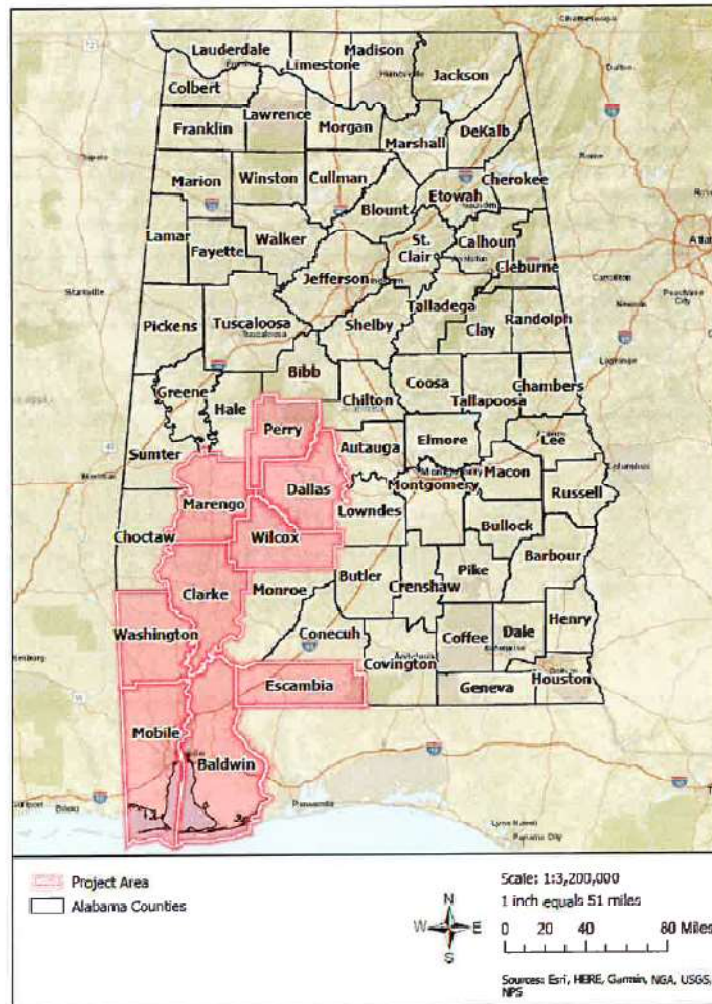 Lauderdale
Limestone
Madison
Jackson
Colbert
Lawrence
Franklin
Morgan
Marshall
DeKalb
Marion
Winston
Cullman
Etowah
Cherokee
Blount
Lamar
Fayette
Walker
St. Clair
Calhoun
Cleburne
Jefferson
Talladega
Pickens
Tuscaloosa
Shelby
Clay
Randolph
Bibb
Greene
Hale
Chilton
Coosa
Tallapoosa
Chambers
Perry
Autauga
Elmore
Lee
Sumter
Macon
Marengo
Dallas
Montgomery
Russell
Lowndes
Bullock
Choctaw
Wilcox
Barbour
Clarke
Monroe
Butler
Crenshaw
Pike
Washington
Conecuh
Coffee
Dale
Henry
Covington
Escambia
Geneva
Houston
Mobile
Baldwin
Panama City
Project Area
Alabama Counties
N
W E
S
Scale: 1:3,200,000
1 inch equals 51 miles
0 20 40 80 Miles
Sources: Esri, HERE, Garmin, NGA, USGS,
NPS